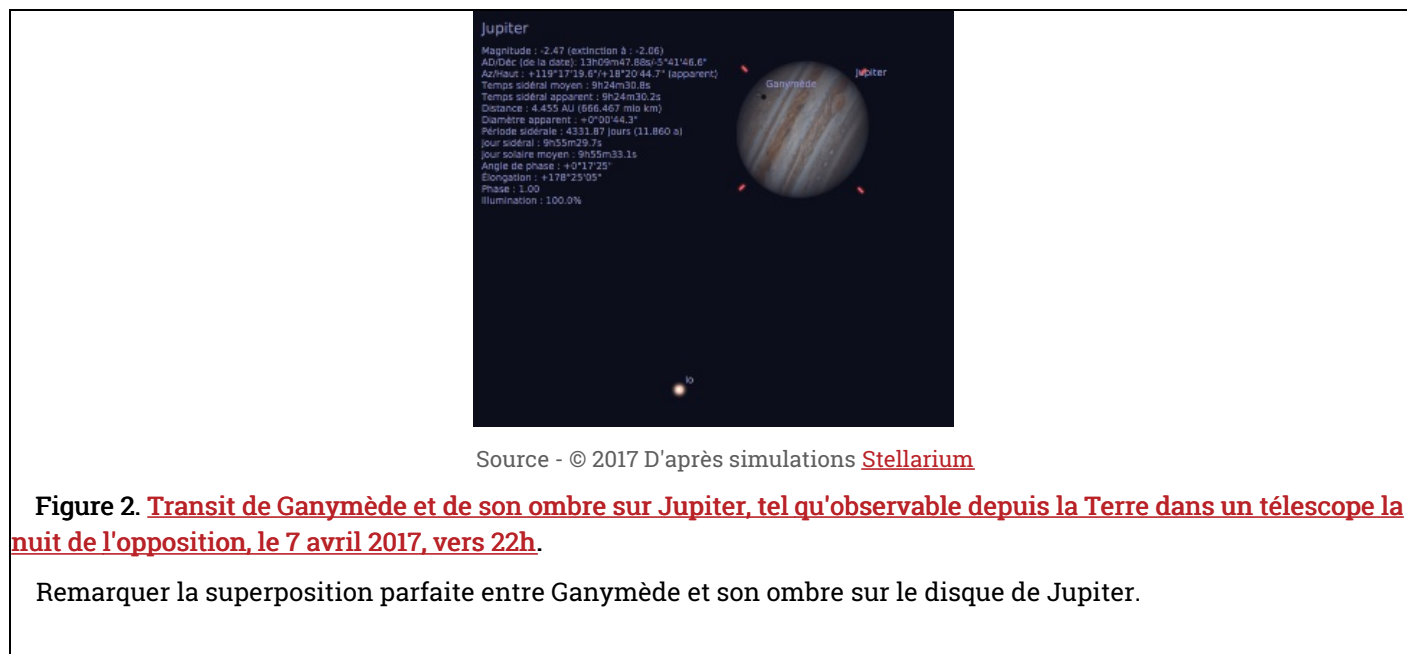 Jupiter
Magnitude : -2.47 (extinction à : -2.06)
AD/Déc (de la date): 13h09m47.88s/-5°41'46.6"
Az/Haut : +119°17'19.6"/+18°20'44.7" (apparent)
Temps sidéral moyen : 9h24m30.8s
Temps sidéral apparent : 9h24m30.2s
Distance : 4.455 AU (666.467 mio km)
Diamètre apparent : +0°00'44.3"
Période sidérale : 4331.87 jours (11.860 a)
Jour sidéral : 9h55m29.7s
Jour solaire moyen : 9h55m33.1s
Angle de phase : +0°17'25"
Élongation : +178°25'05"
Phase : 1.00
Illumination : 100.0%
Jupiter
Ganymède
Io
Source - © 2017 D'après simulations Stellarium
Figure 2. Transit de Ganymède et de son ombre sur Jupiter, tel qu'observable depuis la Terre dans un télescope la
nuit de l'opposition, le 7 avril 2017, vers 22h.
Remarquer la superposition parfaite entre Ganymède et son ombre sur le disque de Jupiter.